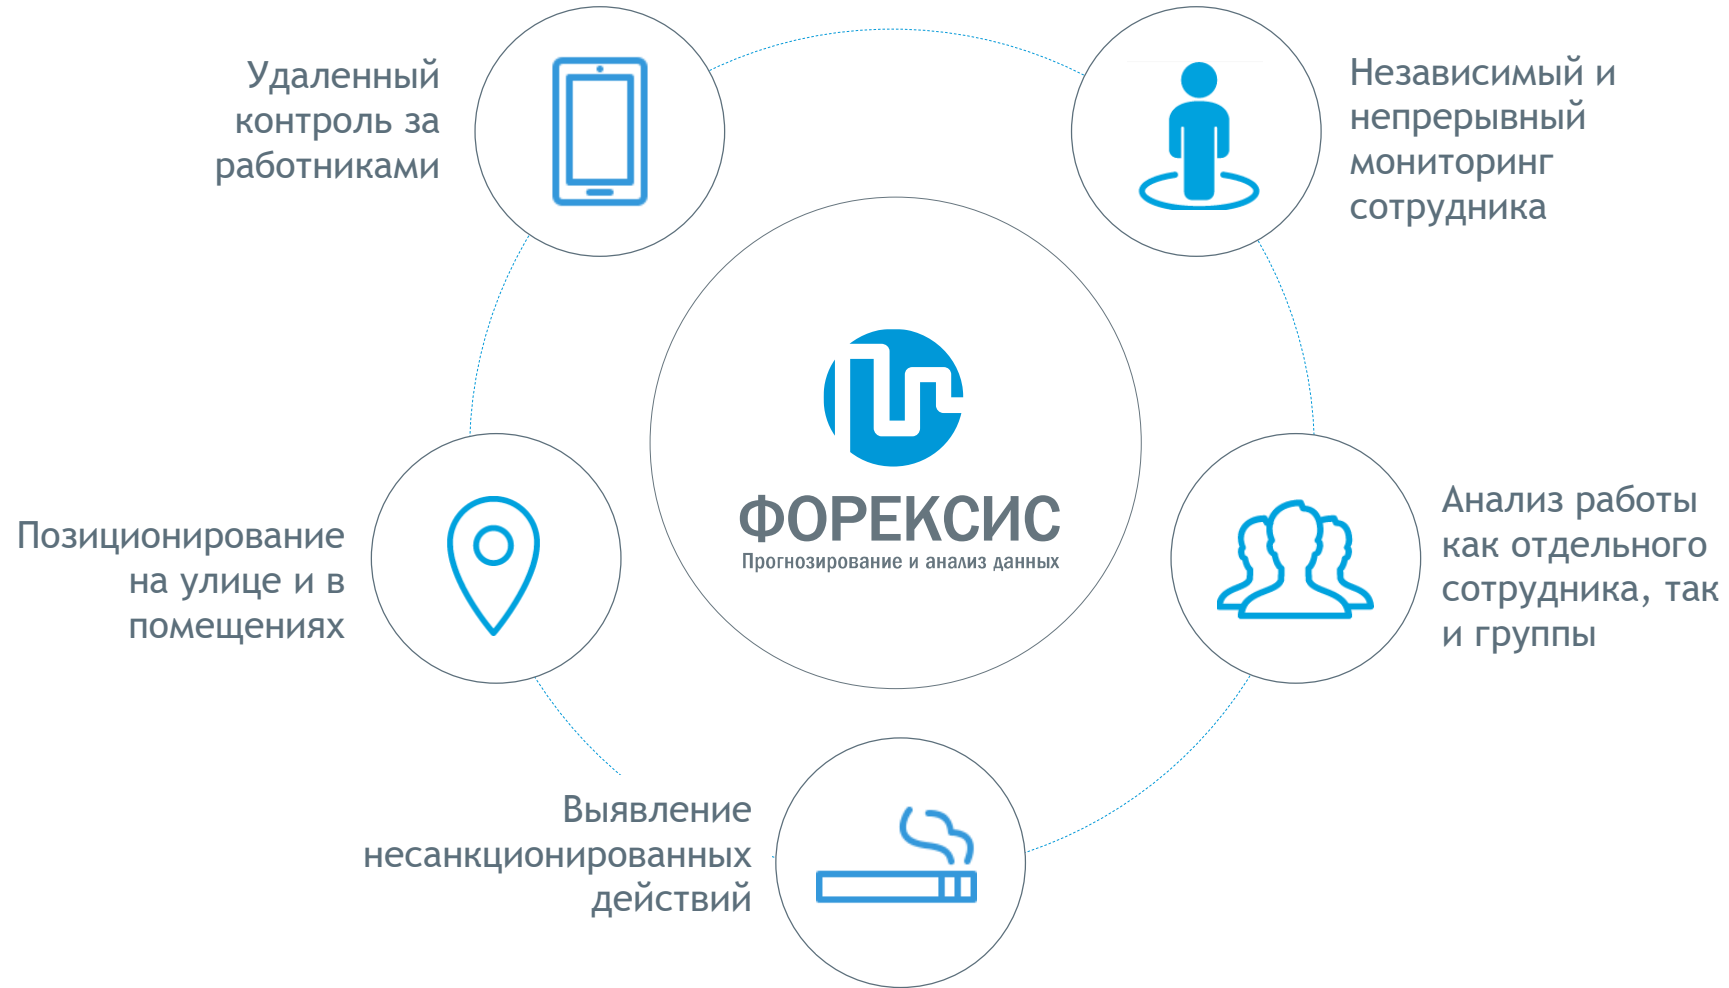 Удаленный
контроль за
работниками
Независимый и
непрерывный
мониторинг
сотрудника
ФОРЕКСИС
Прогнозирование и анализ данных
Позиционирование
на улице и в
помещениях
Анализ работы
как отдельного
сотрудника, так
и группы
Выявление
несанкционированных
действий